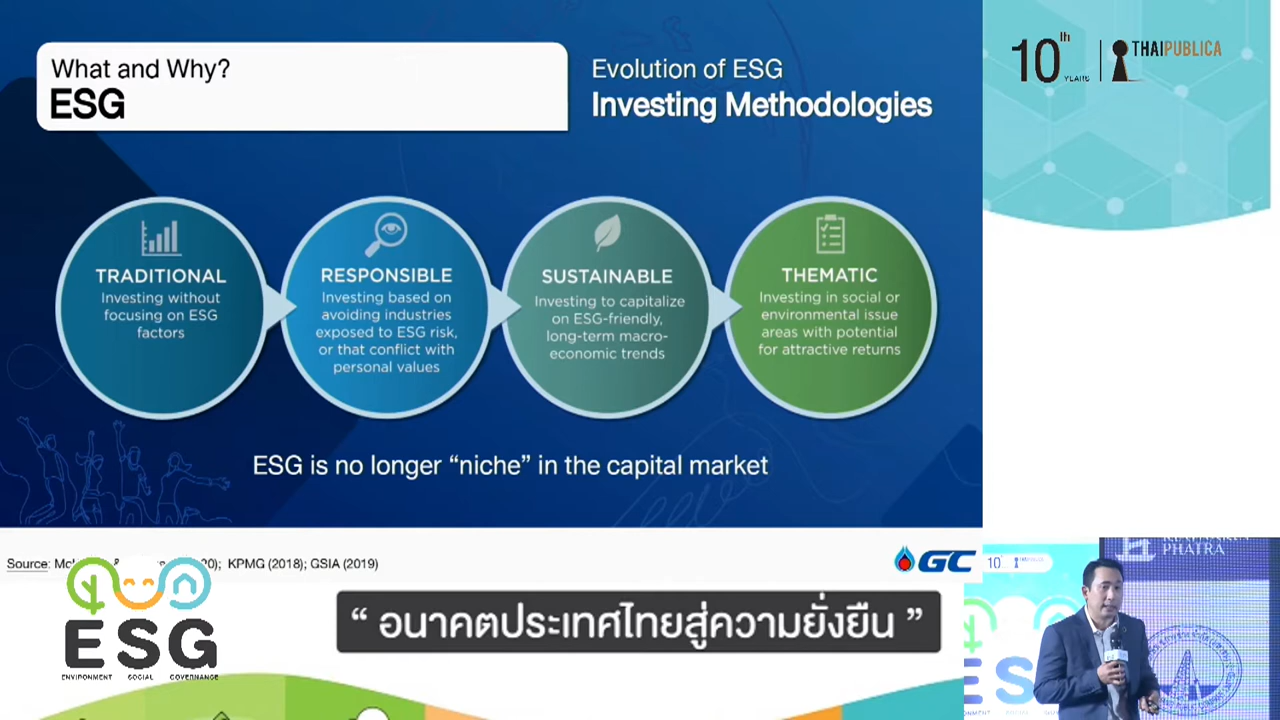 What and Why?
ESG
Evolution of ESG
Investing Methodologies
10th YEARS
THAIPUBLICA
TRADITIONAL
Investing without
focusing on ESG
factors
RESPONSIBLE
Investing based on
avoiding industries
exposed to ESG risk,
or that conflict with
personal values
SUSTAINABLE
Investing to capitalize
on ESG-friendly,
long-term macro-
economic trends
THEMATIC
Investing in social or
environmental issue
areas with potential
for attractive returns
ESG is no longer “niche” in the capital market
Source:
KPMG (2018); GSIA (2019)
GC
ESG
ENVIRONMENT SOCIAL GOVERNANCE
“ อนาคตประเทศไทยสู่ความยั่งยืน ”
PHATRA
10